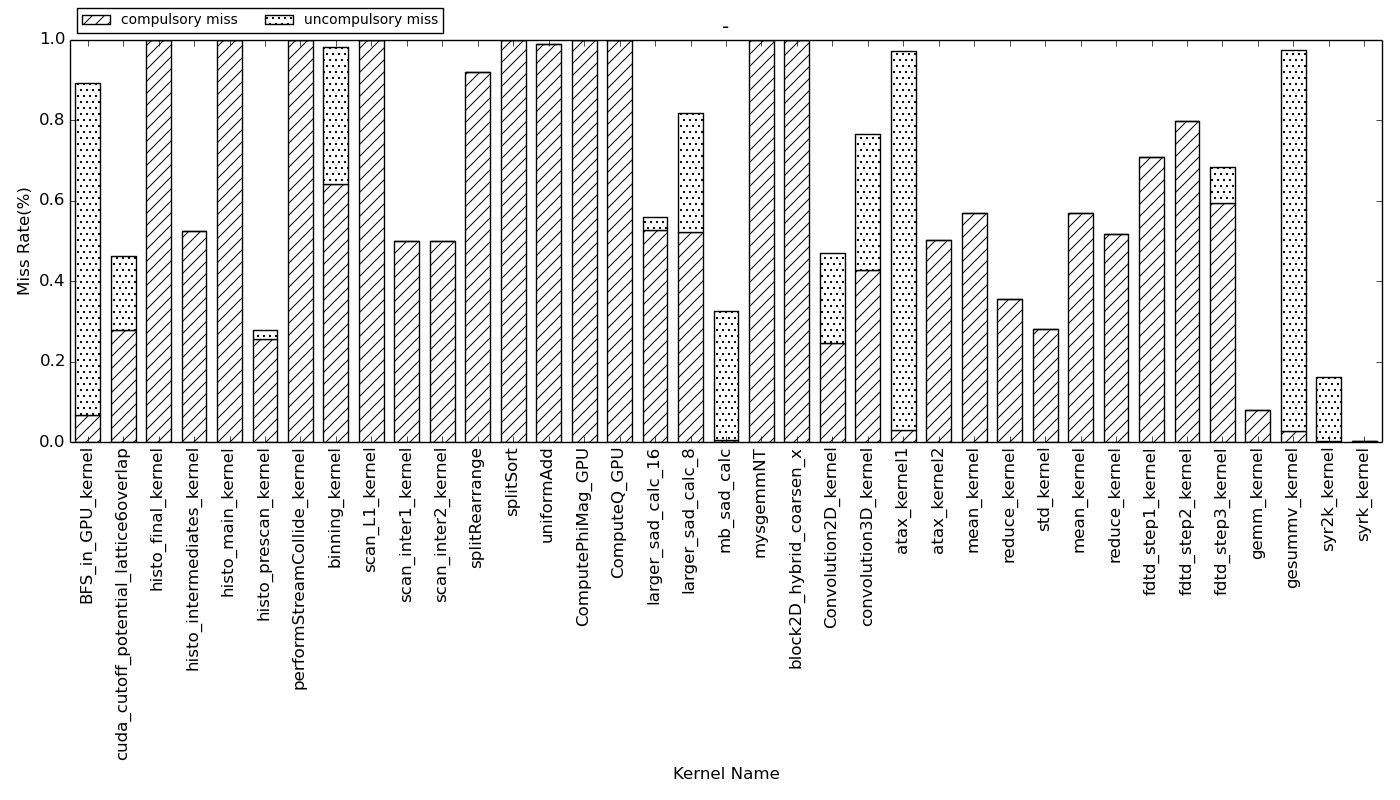 compulsory miss
uncompulsory miss
-
Miss Rate(%)
1.0
0.8
0.6
0.4
0.2
0.0
BFS_in_GPU_kernel
cuda_cutoff_potential_lattice6overlap
histo_final_kernel
histo_intermediates_kernel
histo_main_kernel
histo_prescan_kernel
performStreamCollide_kernel
binning_kernel
scan_L1_kernel
scan_inter1_kernel
scan_inter2_kernel
splitRearrange
splitSort
uniformAdd
ComputePhiMag_GPU
ComputeQ_GPU
larger_sad_calc_16
larger_sad_calc_8
mb_sad_calc
mysgemmNT
block2D_hybrid_coarsen_x
Convolution2D_kernel
convolution3D_kernel
atax_kernel1
atax_kernel2
mean_kernel
reduce_kernel
std_kernel
mean_kernel
reduce_kernel
fdtd_step1_kernel
fdtd_step2_kernel
fdtd_step3_kernel
gemm_kernel
gesummv_kernel
syr2k_kernel
syrk_kernel
Kernel Name